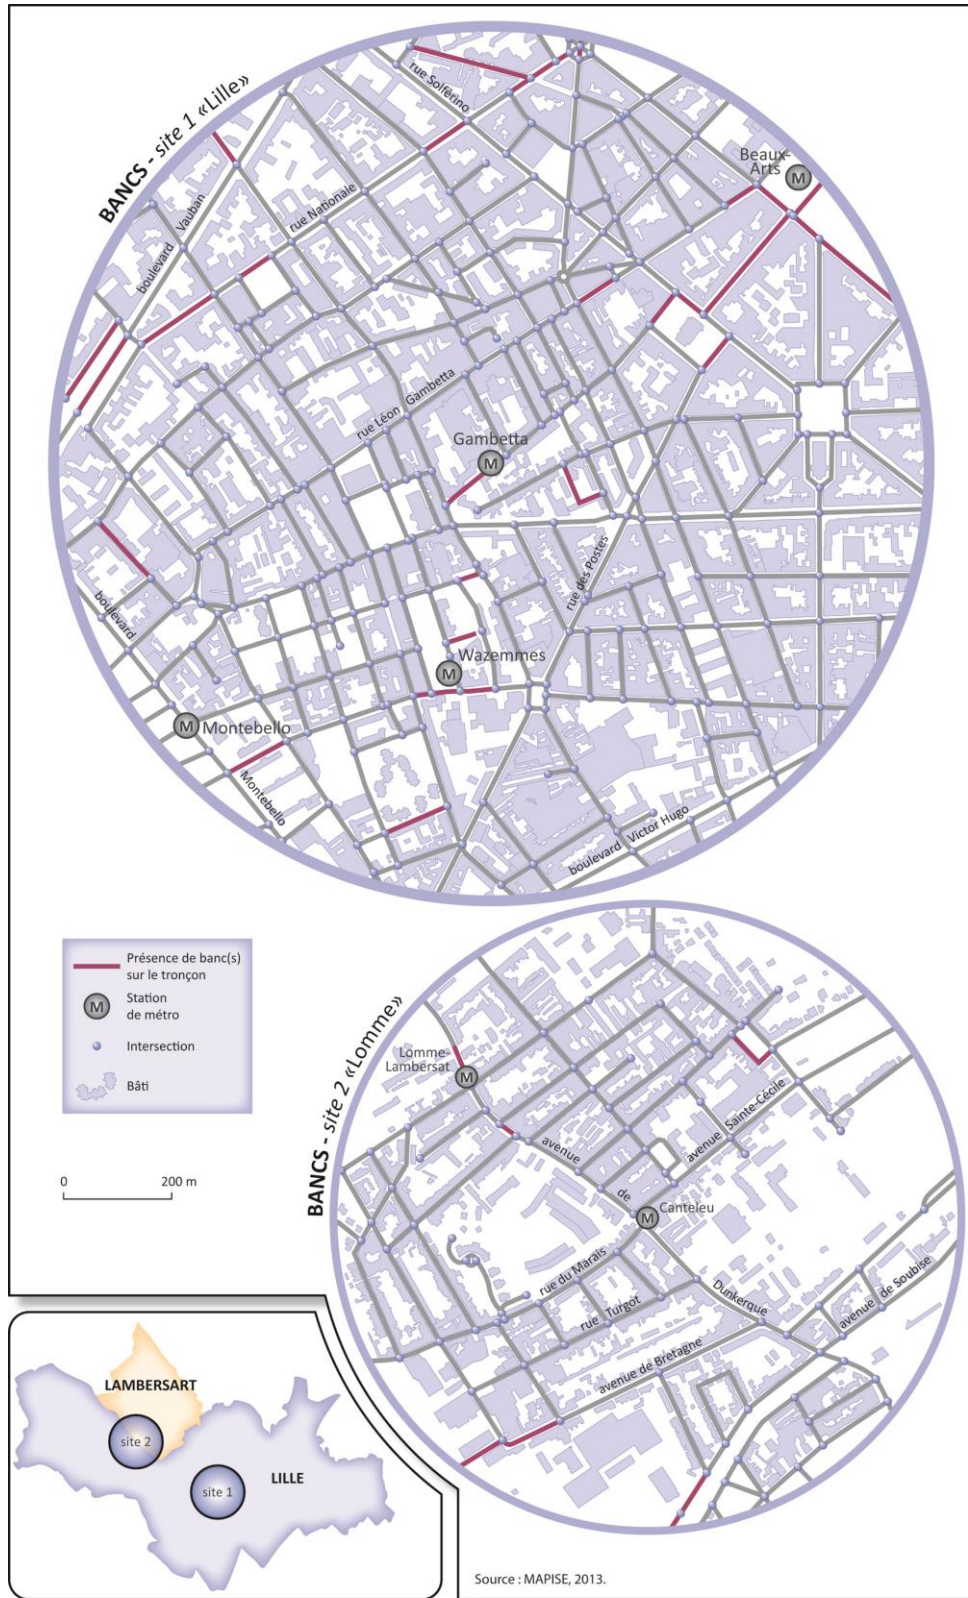 BANCS - site 1 «Lille»
rue Solférino
Beaux-
Arts
M
boulevard Vauban
rue Nationale
rue Léon Gambetta
Gambetta
M
rue des Postes
boulevard
Wazemmes
M
M
Montebello
Montebello
boulevard Victor Hugo
Présence de banc(s)
sur le tronçon
M
Station
de métro
Intersection
Bâti
0
200 m
BANCS - site 2 «Lomme»
Lomme-
Lambersat
M
avenue
de
avenue Sainte-Cécile
M
Canteleu
rue du Marais
rue Turgot
Dunkerque
avenue de Soubise
avenue de Bretagne
LAMBERSART
site 2
LILLE
site 1
Source : MAPISE, 2013.